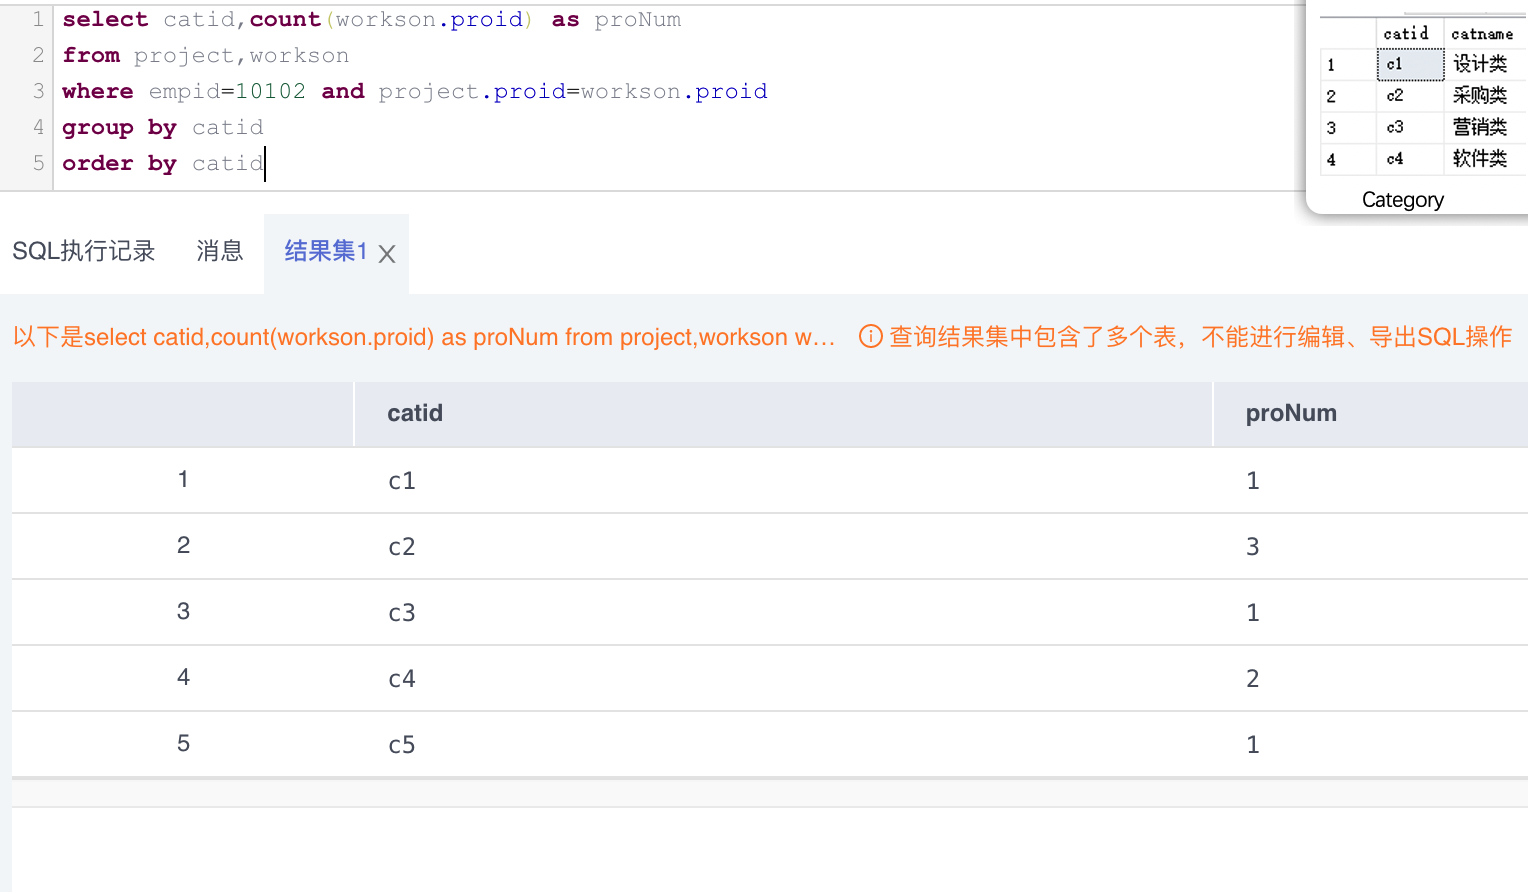 1 select catid,count(workson.proid) as proNum
2 from project,workson
3 where empid=10102 and project.proid=workson.proid
4 group by catid
5 order by catid
catid catname
1 c1 设计类
2 c2 采购类
3 c3 营销类
4 c4 软件类
Category
SQL执行记录 消息 结果集1 X
以下是select catid,count(workson.proid) as proNum from project,workson w... 查询结果集中包含了多个表，不能进行编辑、导出SQL操作
catid proNum
1 c1 1
2 c2 3
3 c3 1
4 c4 2
5 c5 1